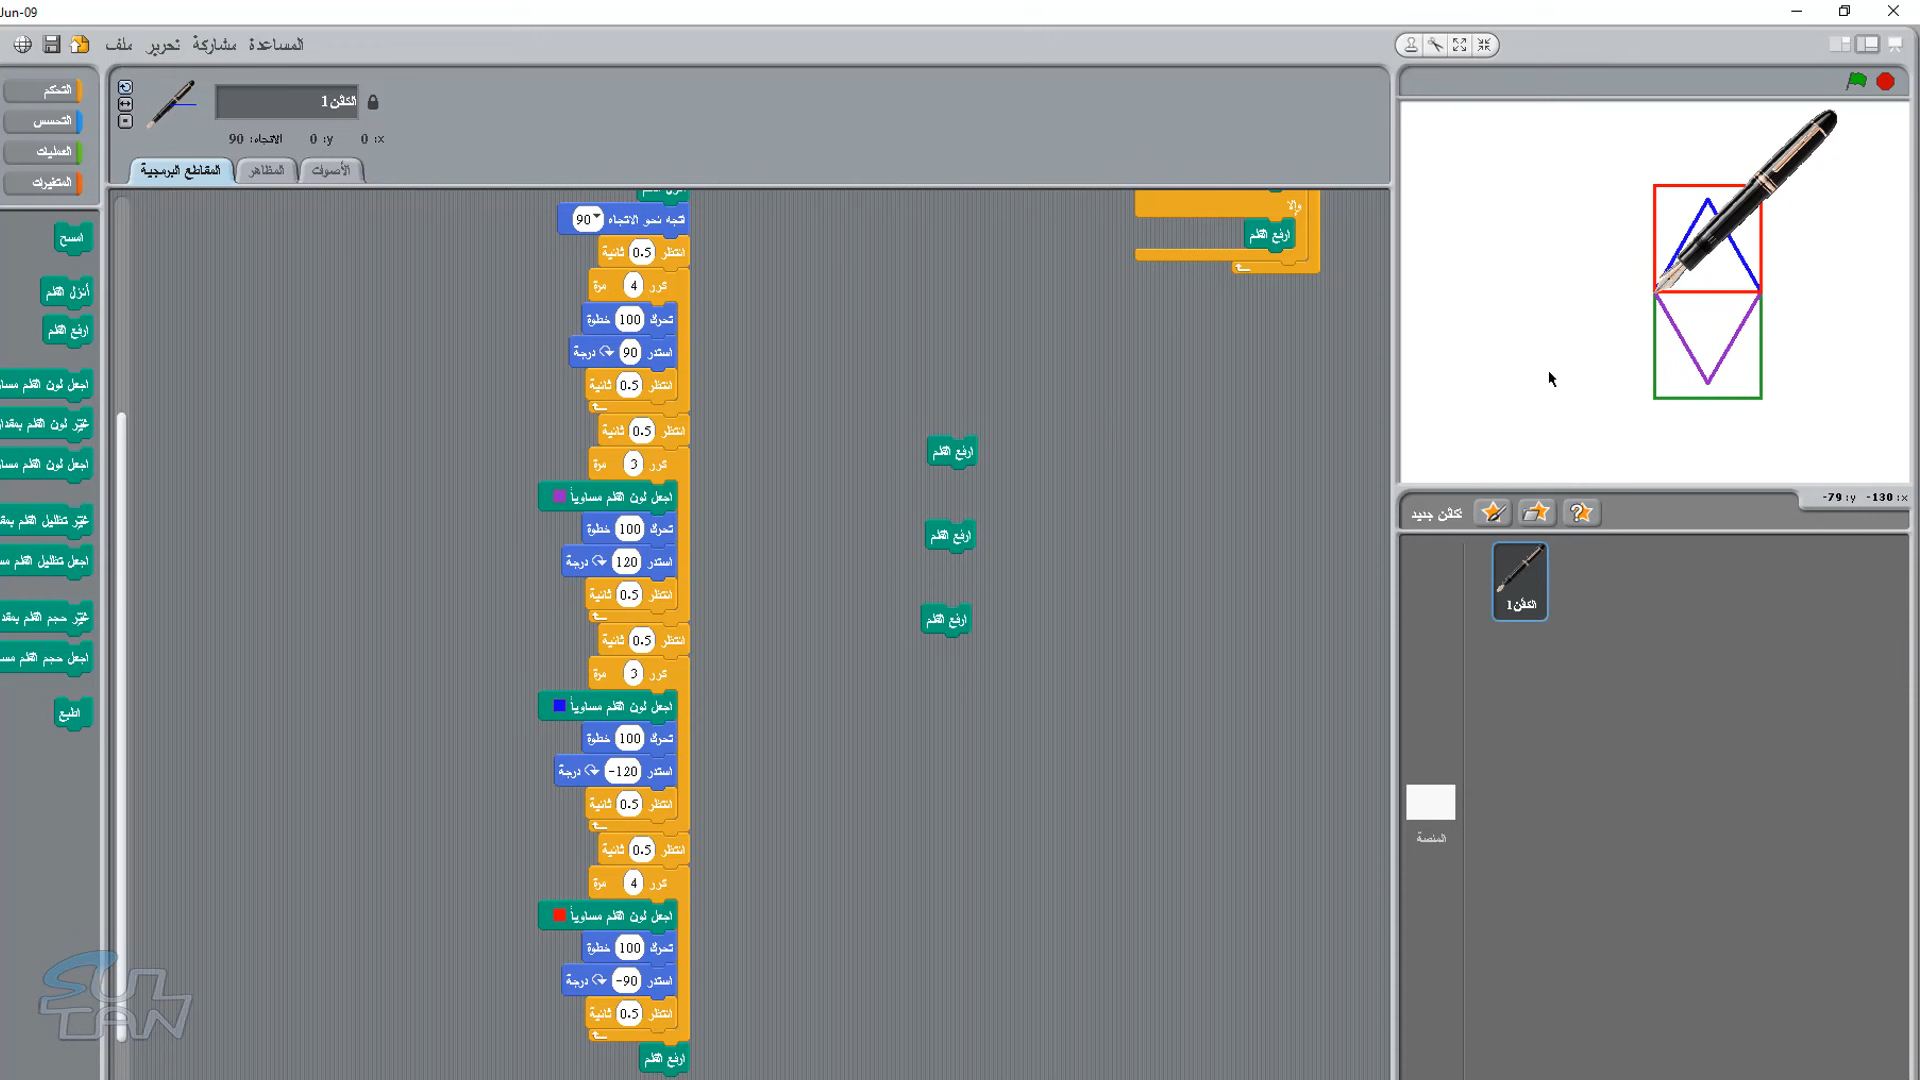 Jun-09
ملف تحرير مشاركة المساعدة
التحكم
التحسس
العمليات
المتغيرات
الكائن1
x: 0 y: 0 الاتجاه: 90
المقاطع البرمجية
المظاهر
الأصوات
امسح
أنزل القلم
ارفع القلم
اجعل لون القلم
غيّر لون القلم بمقدار
اجعل لون القلم
غيّر تظليل القلم
اجعل تظليل القلم
غيّر حجم القلم بمقدار
اجعل حجم القلم
اطبع
اتجه نحو الاتجاه 90
انتظر 0.5 ثانية
كرر 4 مرة
تحرك 100 خطوة
استدر 90 درجة
انتظر 0.5 ثانية
انتظر 0.5 ثانية
كرر 3 مرة
اجعل لون القلم مساوياً
تحرك 100 خطوة
استدر 120 درجة
انتظر 0.5 ثانية
انتظر 0.5 ثانية
كرر 3 مرة
اجعل لون القلم مساوياً
تحرك 100 خطوة
استدر -120 درجة
انتظر 0.5 ثانية
انتظر 0.5 ثانية
كرر 4 مرة
اجعل لون القلم مساوياً
تحرك 100 خطوة
استدر -90 درجة
انتظر 0.5 ثانية
ارفع القلم
وإلا
ارفع القلم
ارفع القلم
ارفع القلم
ارفع القلم
x: -130 y: -79
كائن جديد
الكائن1
المنصة
SULTAN